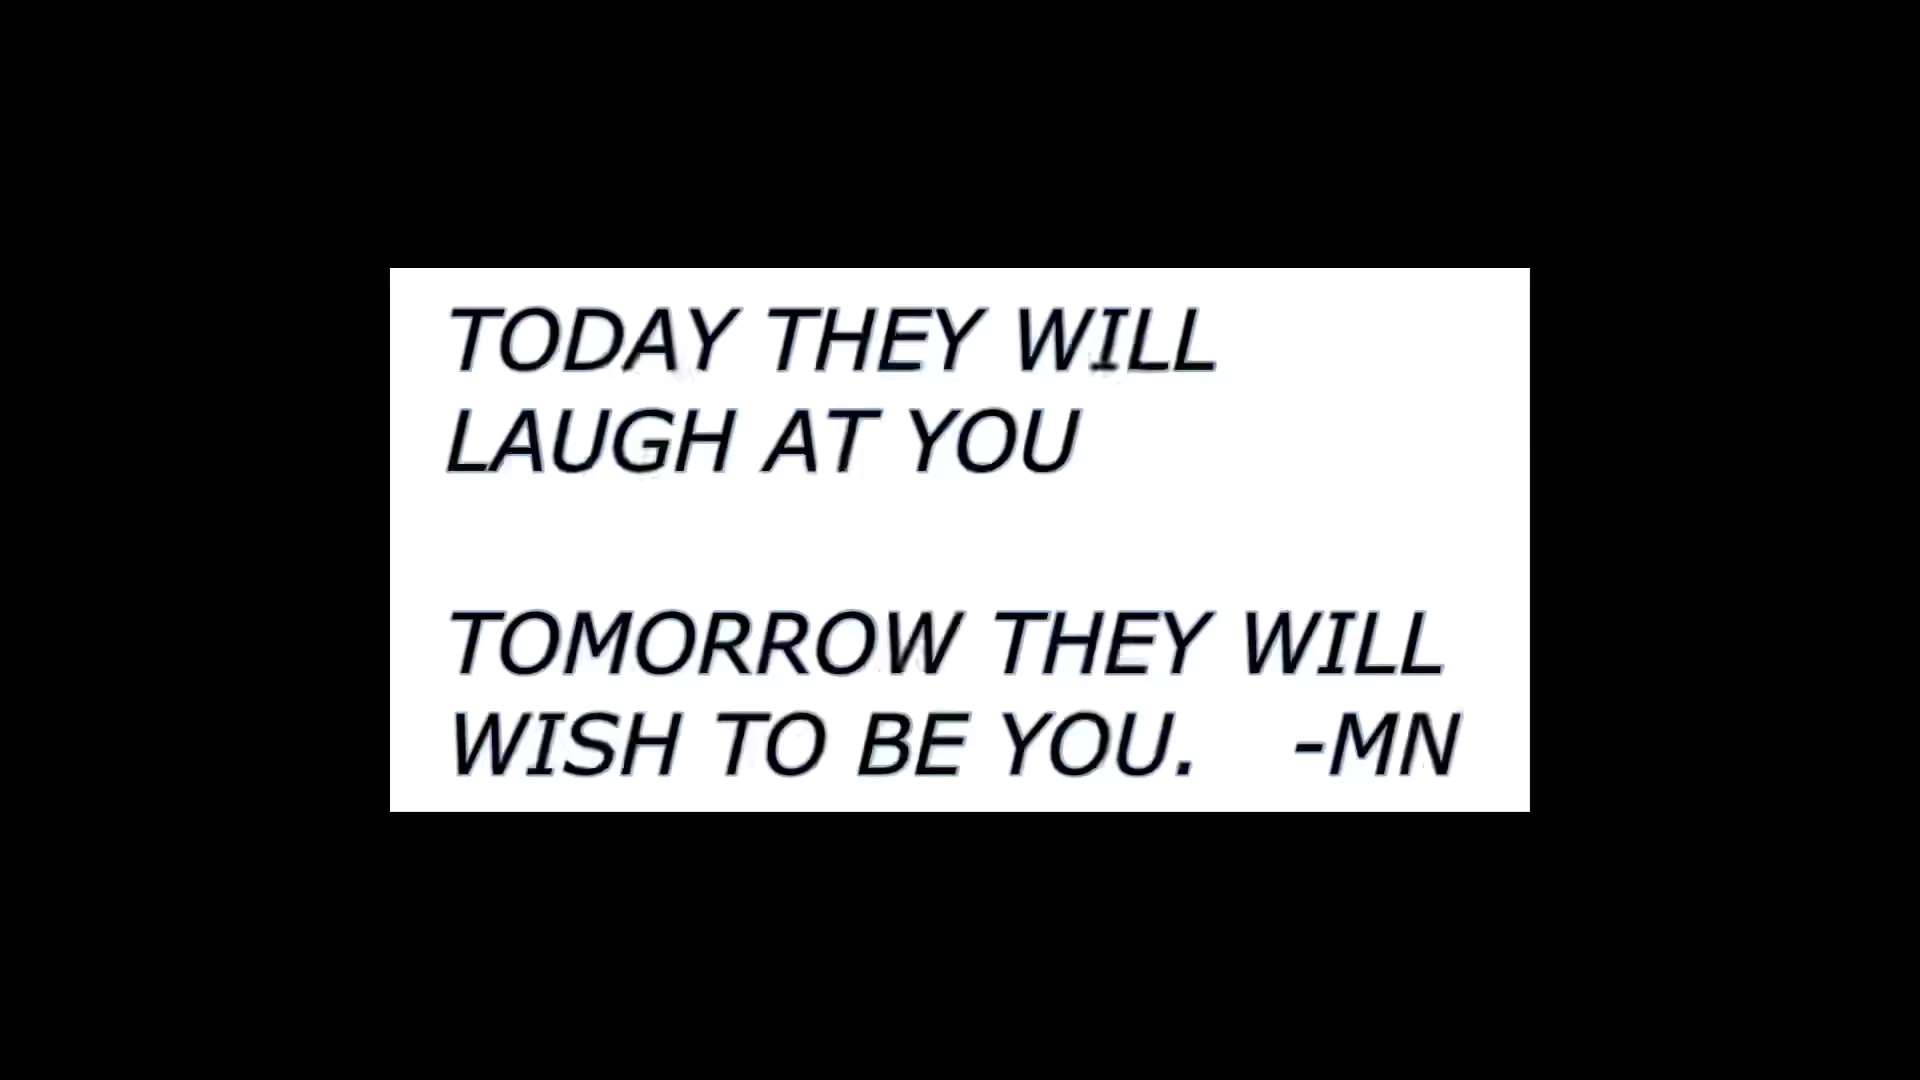 TODAY THEY WILL
LAUGH AT YOU
TOMORROW THEY WILL
WISH TO BE YOU. -MN